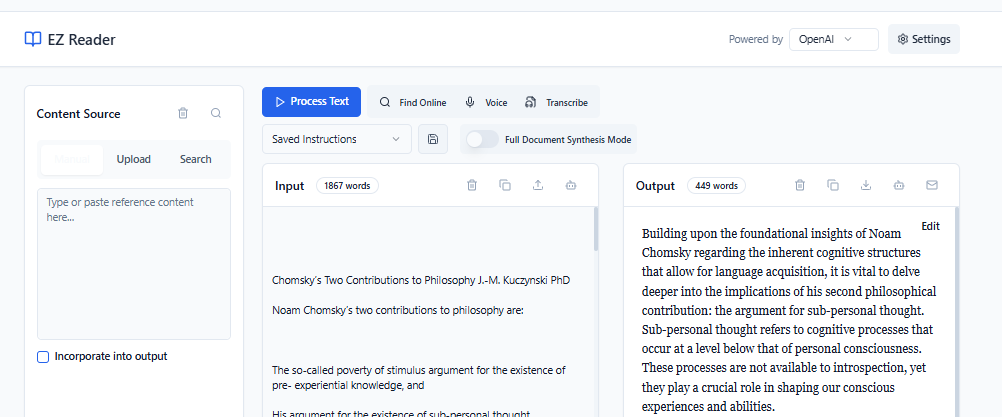 EZ Reader
Powered by
OpenAI
Settings
Content Source
Upload
Search
Type or paste reference content
here...
Incorporate into output
Process Text
Find Online
Voice
Transcribe
Saved Instructions
Full Document Synthesis Mode
Input
1867 words
Chomsky's Two Contributions to Philosophy J.-M. Kuczynski PhD
Noam Chomsky's two contributions to philosophy are:
The so-called poverty of stimulus argument for the existence of
pre- experiential knowledge, and
His argument for the existence of sub-personal thought.
Output
449 words
Edit
Building upon the foundational insights of Noam
Chomsky regarding the inherent cognitive structures
that allow for language acquisition, it is vital to delve
deeper into the implications of his second philosophical
contribution: the argument for sub-personal thought.
Sub-personal thought refers to cognitive processes that
occur at a level below that of personal consciousness.
These processes are not available to introspection, yet
they play a crucial role in shaping our conscious
experiences and abilities.